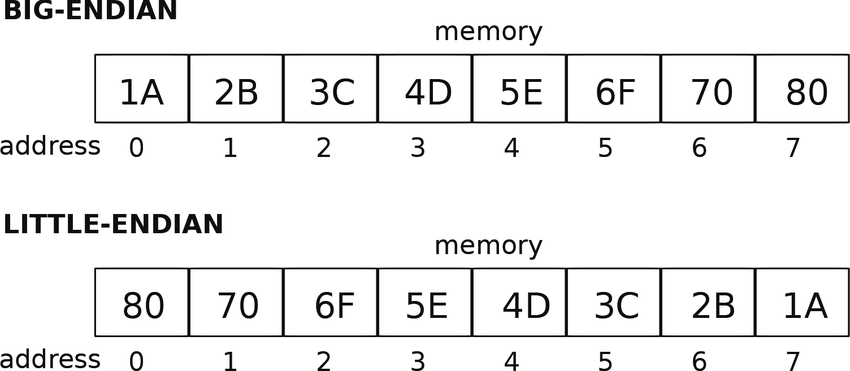 BIG-ENDIAN
memory
1A 2B 3C 4D 5E 6F 70 80
address 0 1 2 3 4 5 6 7
LITTLE-ENDIAN
memory
80 70 6F 5E 4D 3C 2B 1A
address 0 1 2 3 4 5 6 7